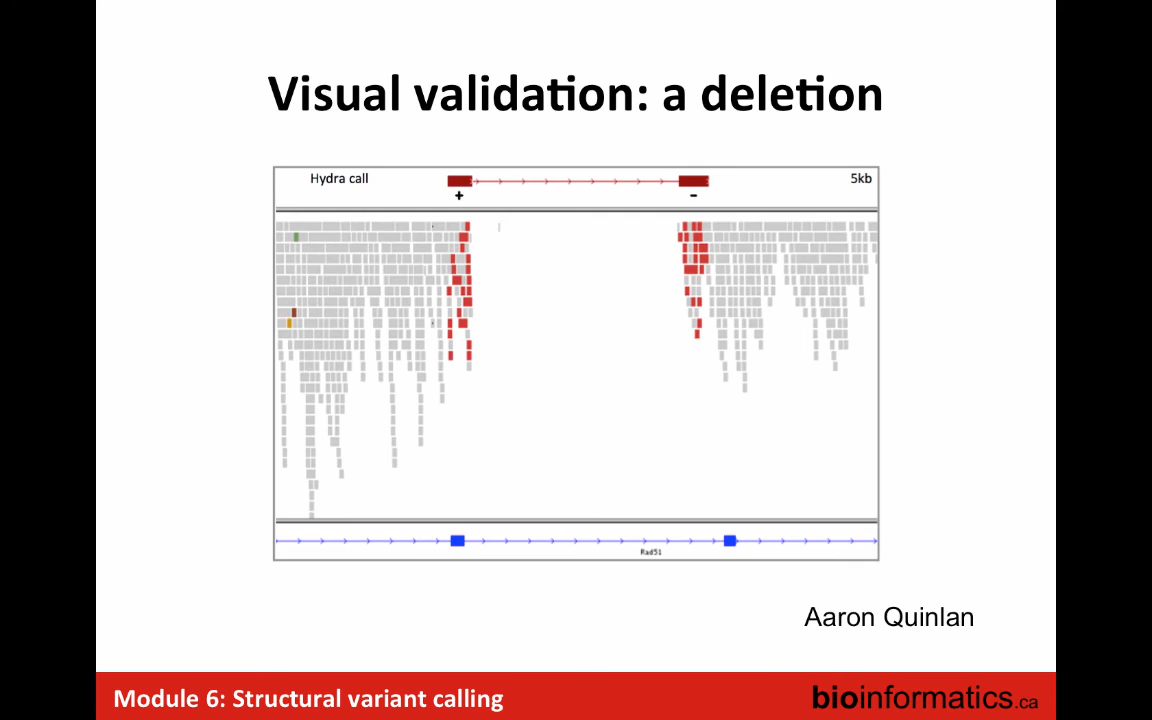 Visual validation: a deletion
Hydra call
5kb
+
-
Rad51
Aaron Quinlan
Module 6: Structural variant calling
bioinformatics.ca